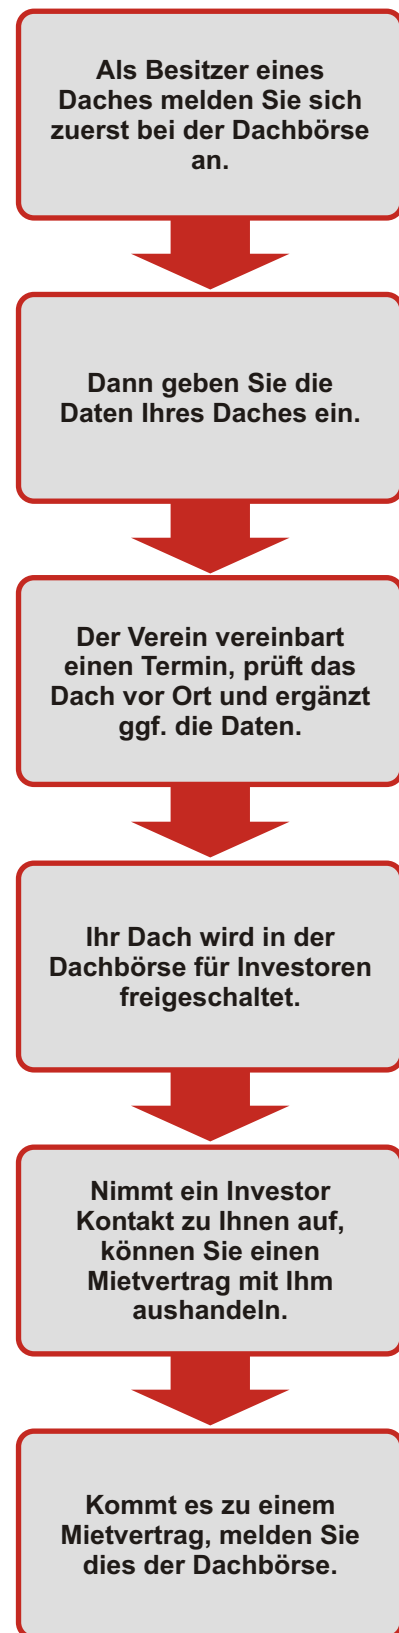 Als Besitzer eines
Daches melden Sie sich
zuerst bei der Dachbörse
an.
Dann geben Sie die
Daten Ihres Daches ein.
Der Verein vereinbart
einen Termin, prüft das
Dach vor Ort und ergänzt
ggf. die Daten.
Ihr Dach wird in der
Dachbörse für Investoren
freigeschaltet.
Nimmt ein Investor
Kontakt zu Ihnen auf,
können Sie einen
Mietvertrag mit Ihm
aushandeln.
Kommt es zu einem
Mietvertrag, melden Sie
dies der Dachbörse.